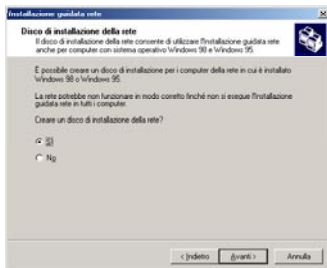 Installazione guidata rete
Disco di installazione della rete
Il disco di installazione della rete consente di utilizzare l'Installazione guidata rete
anche per computer con sistema operativo Windows 98 e Windows 95.
È possibile creare un disco di installazione per i computer della rete in cui è installato
Windows 98 o Windows 95.
La rete potrebbe non funzionare in modo corretto finché non si esegue l'Installazione
guidata rete in tutti i computer.
Creare un disco di installazione della rete?
Sì
No
< Indietro
Avanti >
Annulla